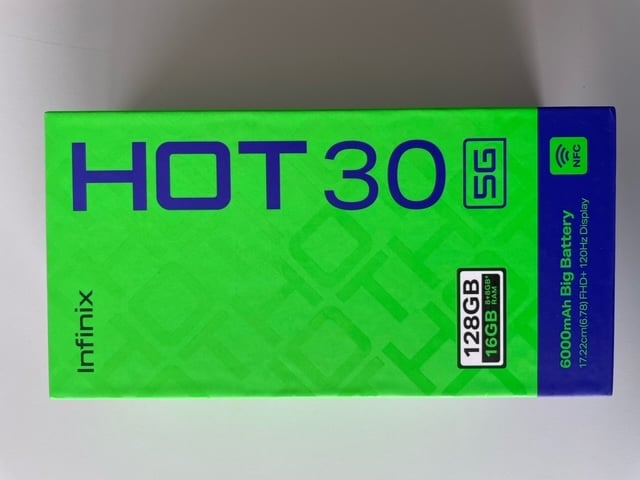 HOT 30 5G
Infinix
128GB
16GB 8+8GB* RAM
NFC
6000mAh Big Battery
17.22cm(6.78) FHD+ 120Hz Display